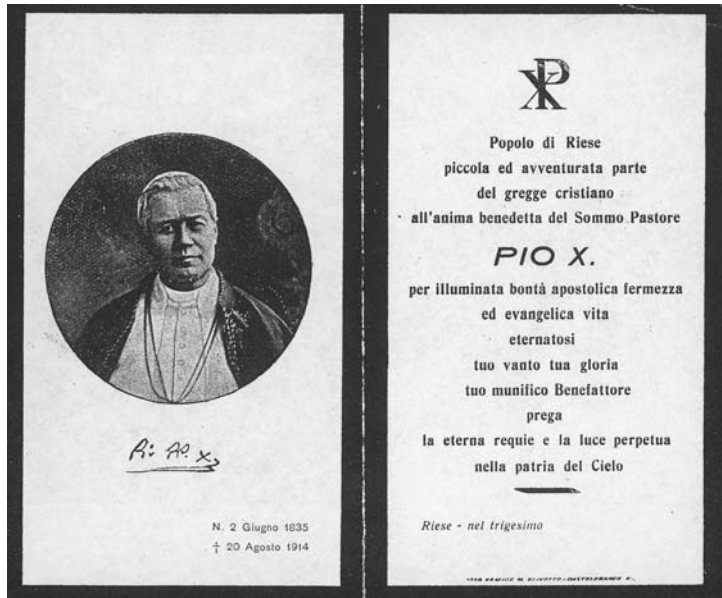 N. 2 Giugno 1835
† 20 Agosto 1914
Popolo di Riese
piccola ed avventurata parte
del gregge cristiano
all'anima benedetta del Sommo Pastore
PIO X.
per illuminata bontà apostolica fermezza
ed evangelica vita
eternatosi
tuo vanto tua gloria
tuo munifico Benefattore
prega
la eterna requie e la luce perpetua
nella patria del Cielo
Riese - nel trigesimo